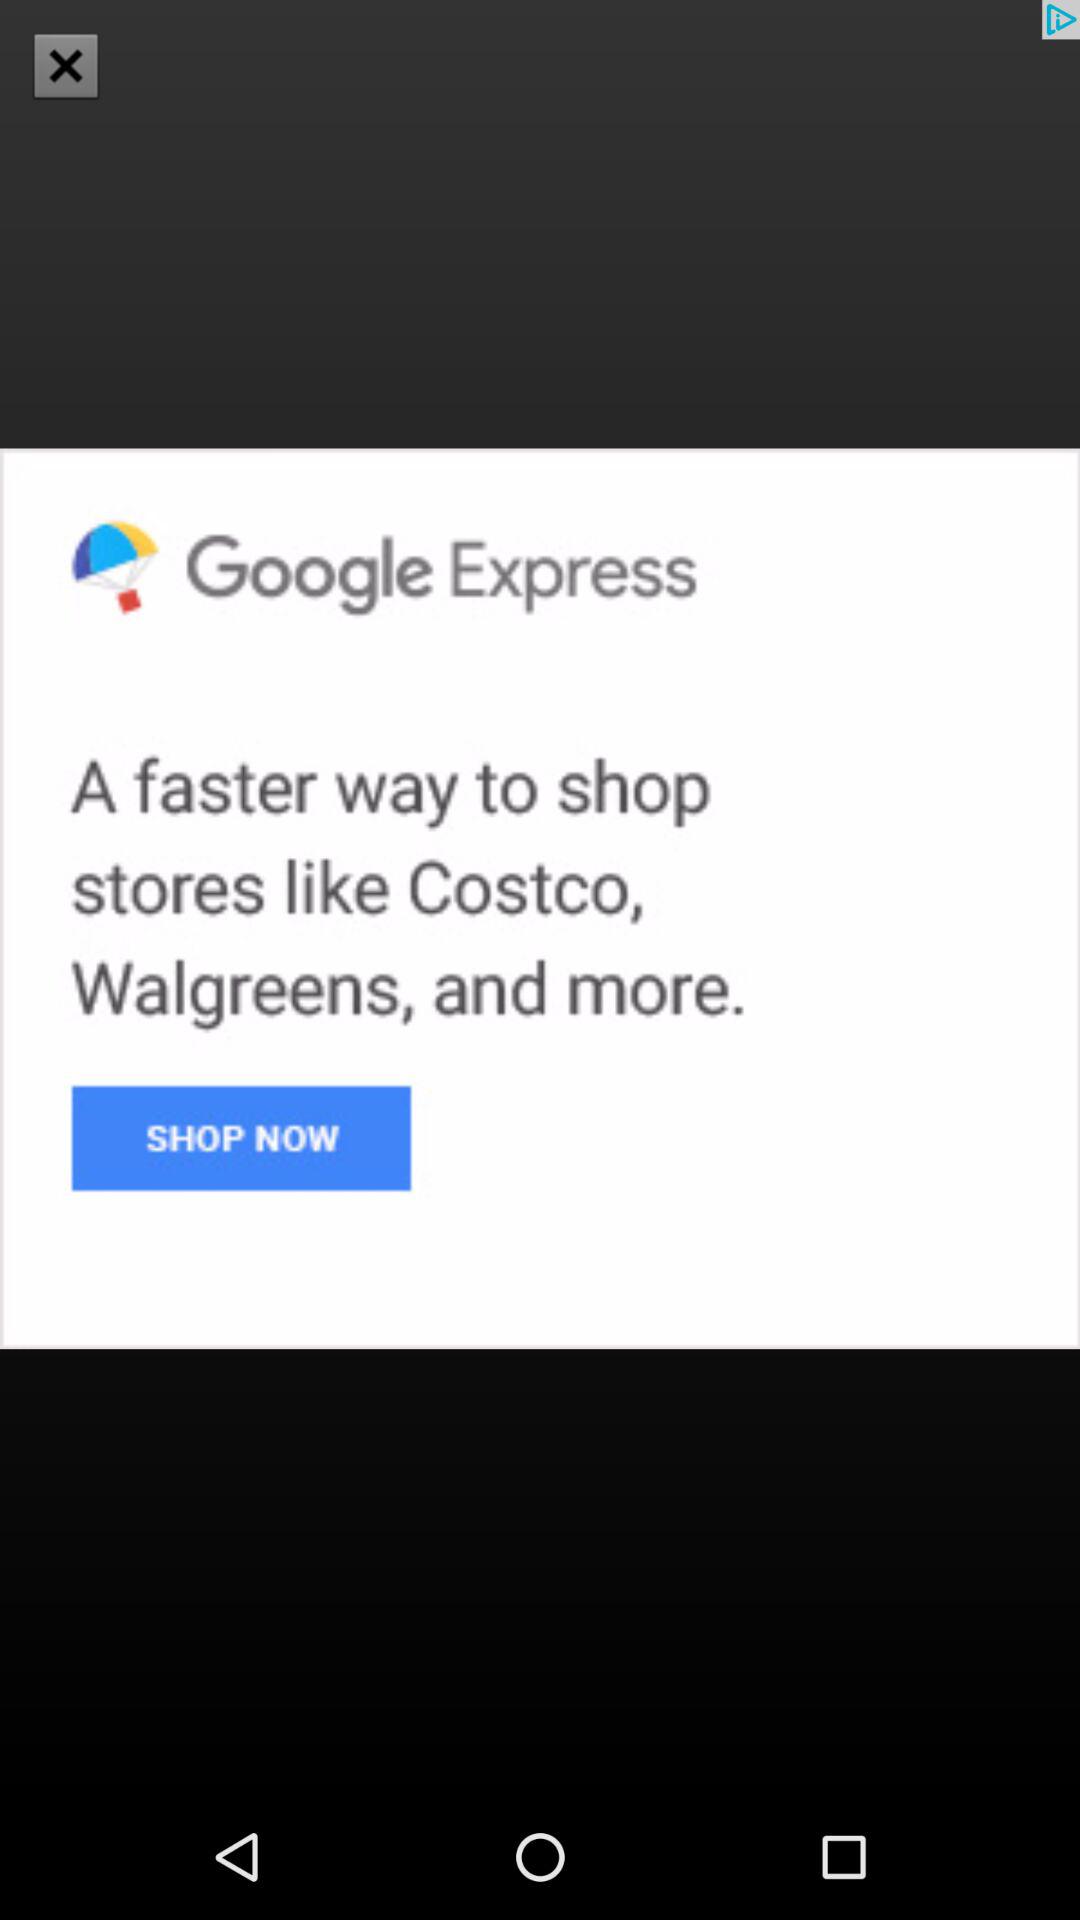 Google Express
A faster way to shop
stores like Costco,
Walgreens, and more.
SHOP NOW